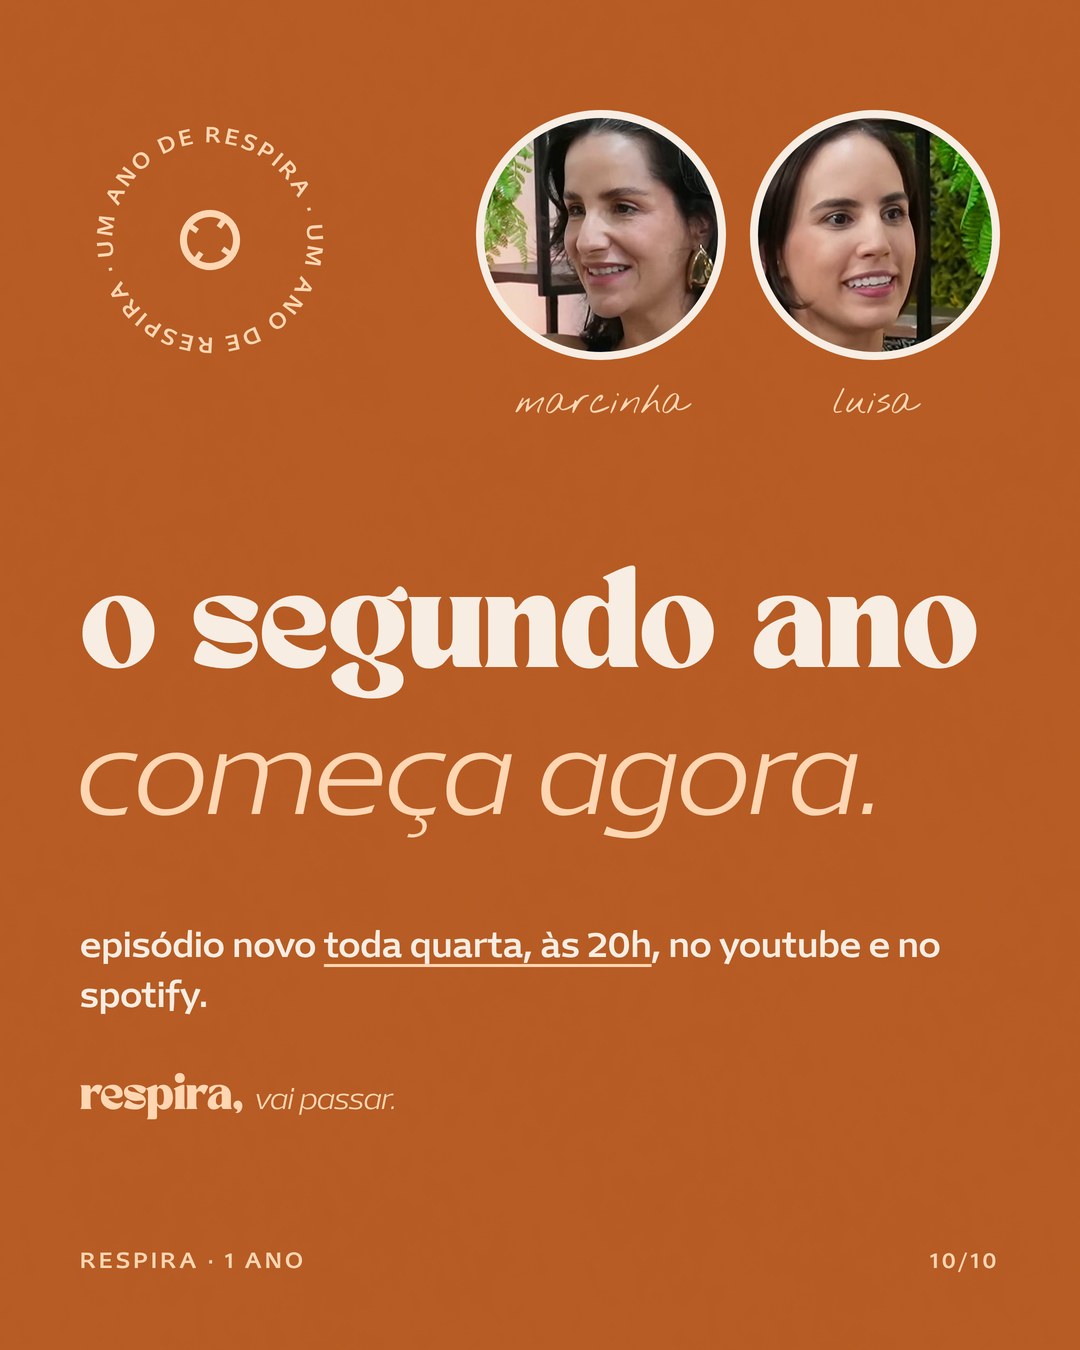 UM ANO DE RESPIRA · UM ANO DE RESPIRA ·
marcinha
luisa
o segundo ano
começa agora.
episódio novo toda quarta, às 20h, no youtube e no
spotify.
respira, vai passar.
RESPIRA · 1 ANO
10/10